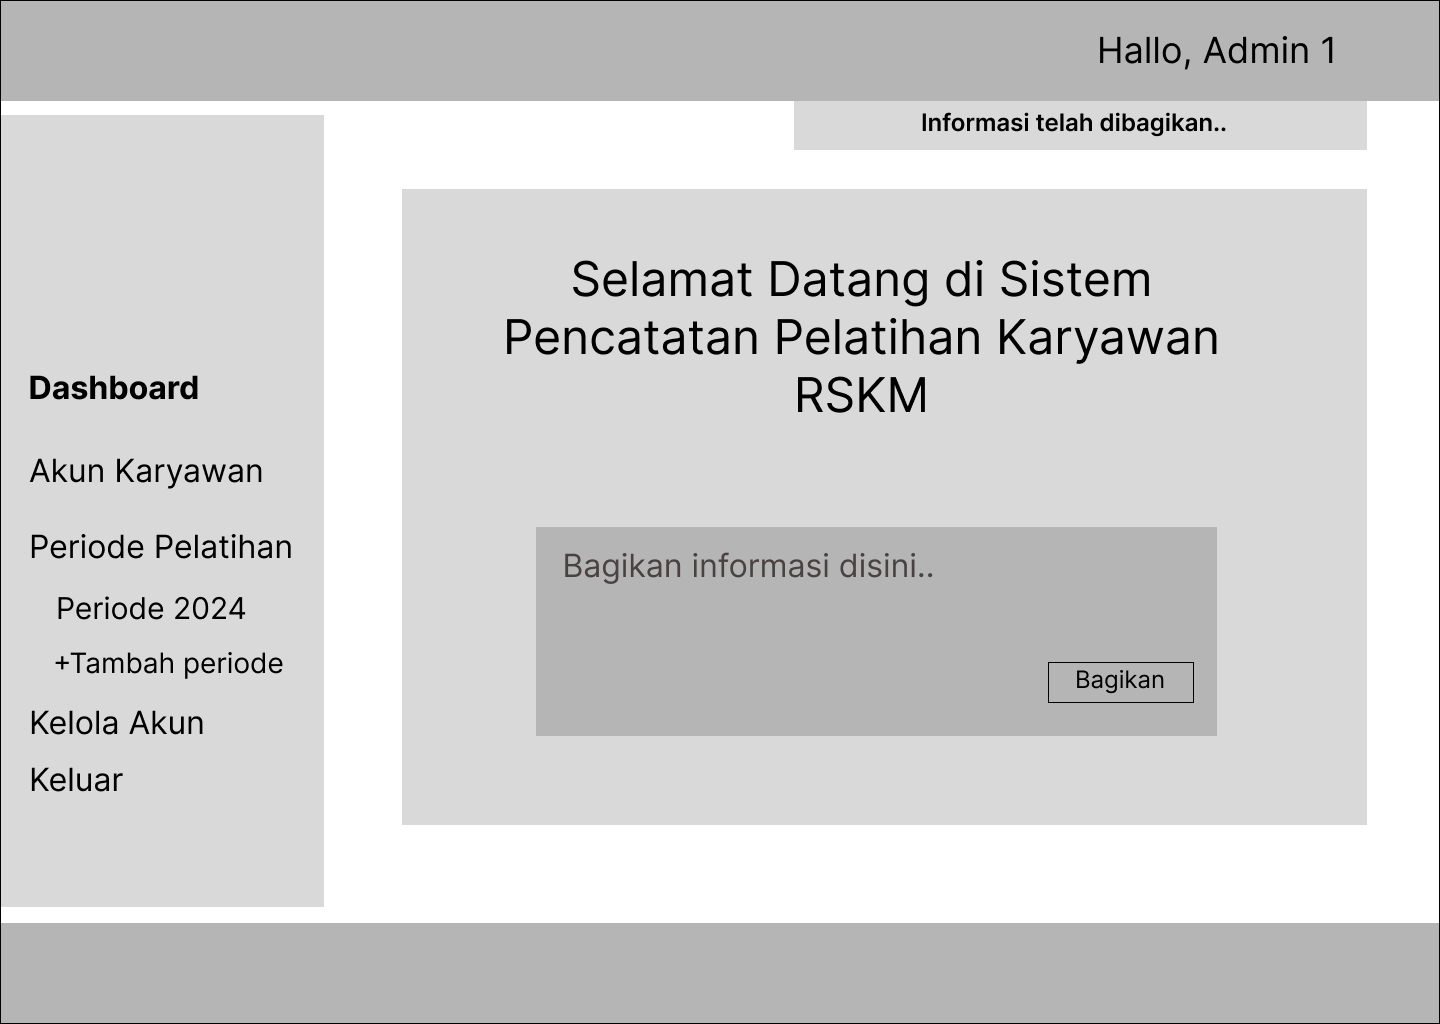 Hallo, Admin 1
Informasi telah dibagikan..
Dashboard
Akun Karyawan
Periode Pelatihan
Periode 2024
+Tambah periode
Kelola Akun
Keluar
Selamat Datang di Sistem
Pencatatan Pelatihan Karyawan
RSKM
Bagikan informasi disini..
Bagikan